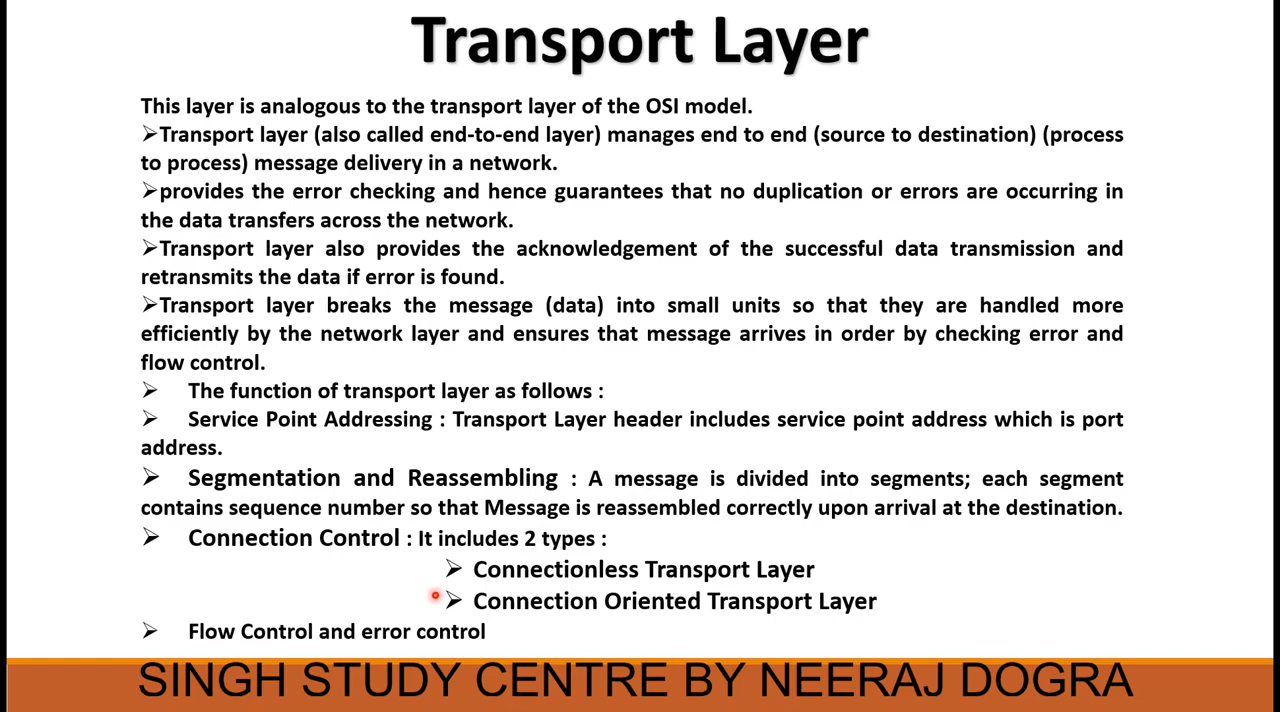 Transport Layer
This layer is analogous to the transport layer of the OSI model.
➢Transport layer (also called end-to-end layer) manages end to end (source to destination) (process
to process) message delivery in a network.
➢provides the error checking and hence guarantees that no duplication or errors are occurring in
the data transfers across the network.
➢Transport layer also provides the acknowledgement of the successful data transmission and
retransmits the data if error is found.
➢Transport layer breaks the message (data) into small units so that they are handled more
efficiently by the network layer and ensures that message arrives in order by checking error and
flow control.
➢ The function of transport layer as follows :
➢ Service Point Addressing : Transport Layer header includes service point address which is port
address.
➢ Segmentation and Reassembling : A message is divided into segments; each segment
contains sequence number so that Message is reassembled correctly upon arrival at the destination.
➢ Connection Control : It includes 2 types :
➢ Connectionless Transport Layer
➢ Connection Oriented Transport Layer
➢ Flow Control and error control
SINGH STUDY CENTRE BY NEERAJ DOGRA